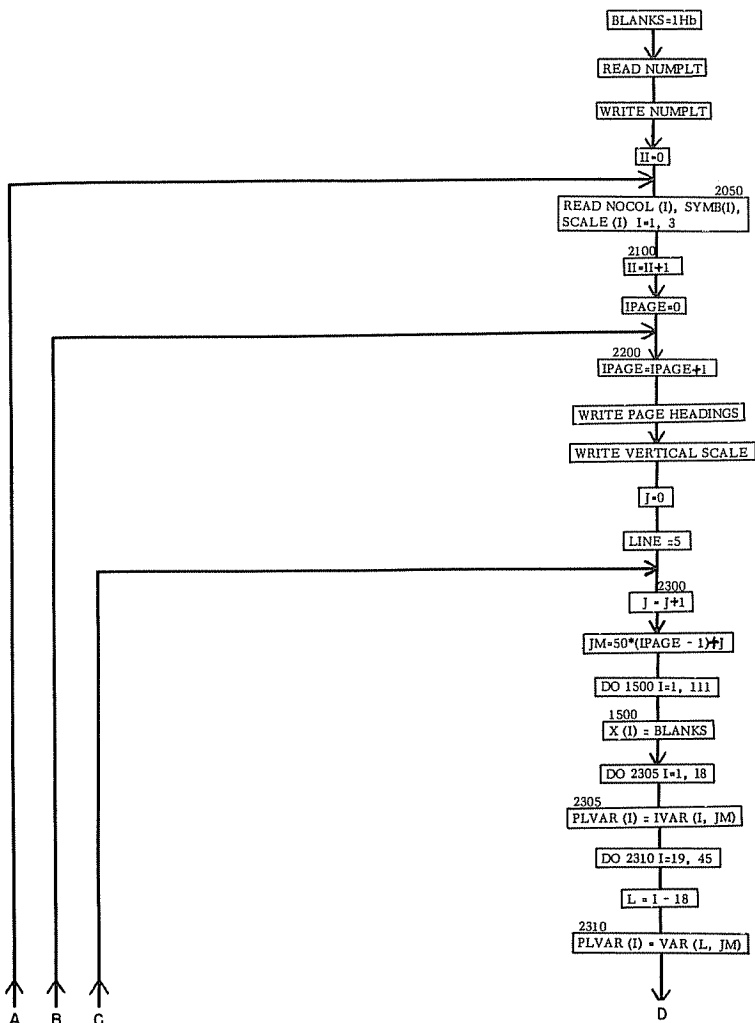 BLANKS=1Hb
READ NUMPLT
WRITE NUMPLT
II=0
2050
READ NOCOL (I), SYMB(I),
SCALE (I) I=1, 3
2100
II=II+1
IPAGE=0
2200
IPAGE=IPAGE+1
WRITE PAGE HEADINGS
WRITE VERTICAL SCALE
J=0
LINE =5
2300
J = J+1
JM=50*(IPAGE - 1)+J
DO 1500 I=1, 111
1500
X (I) = BLANKS
DO 2305 I=1, 18
2305
PLVAR (I) = IVAR (I, JM)
DO 2310 I=19, 45
L = I - 18
2310
PLVAR (I) = VAR (L, JM)
A B C D